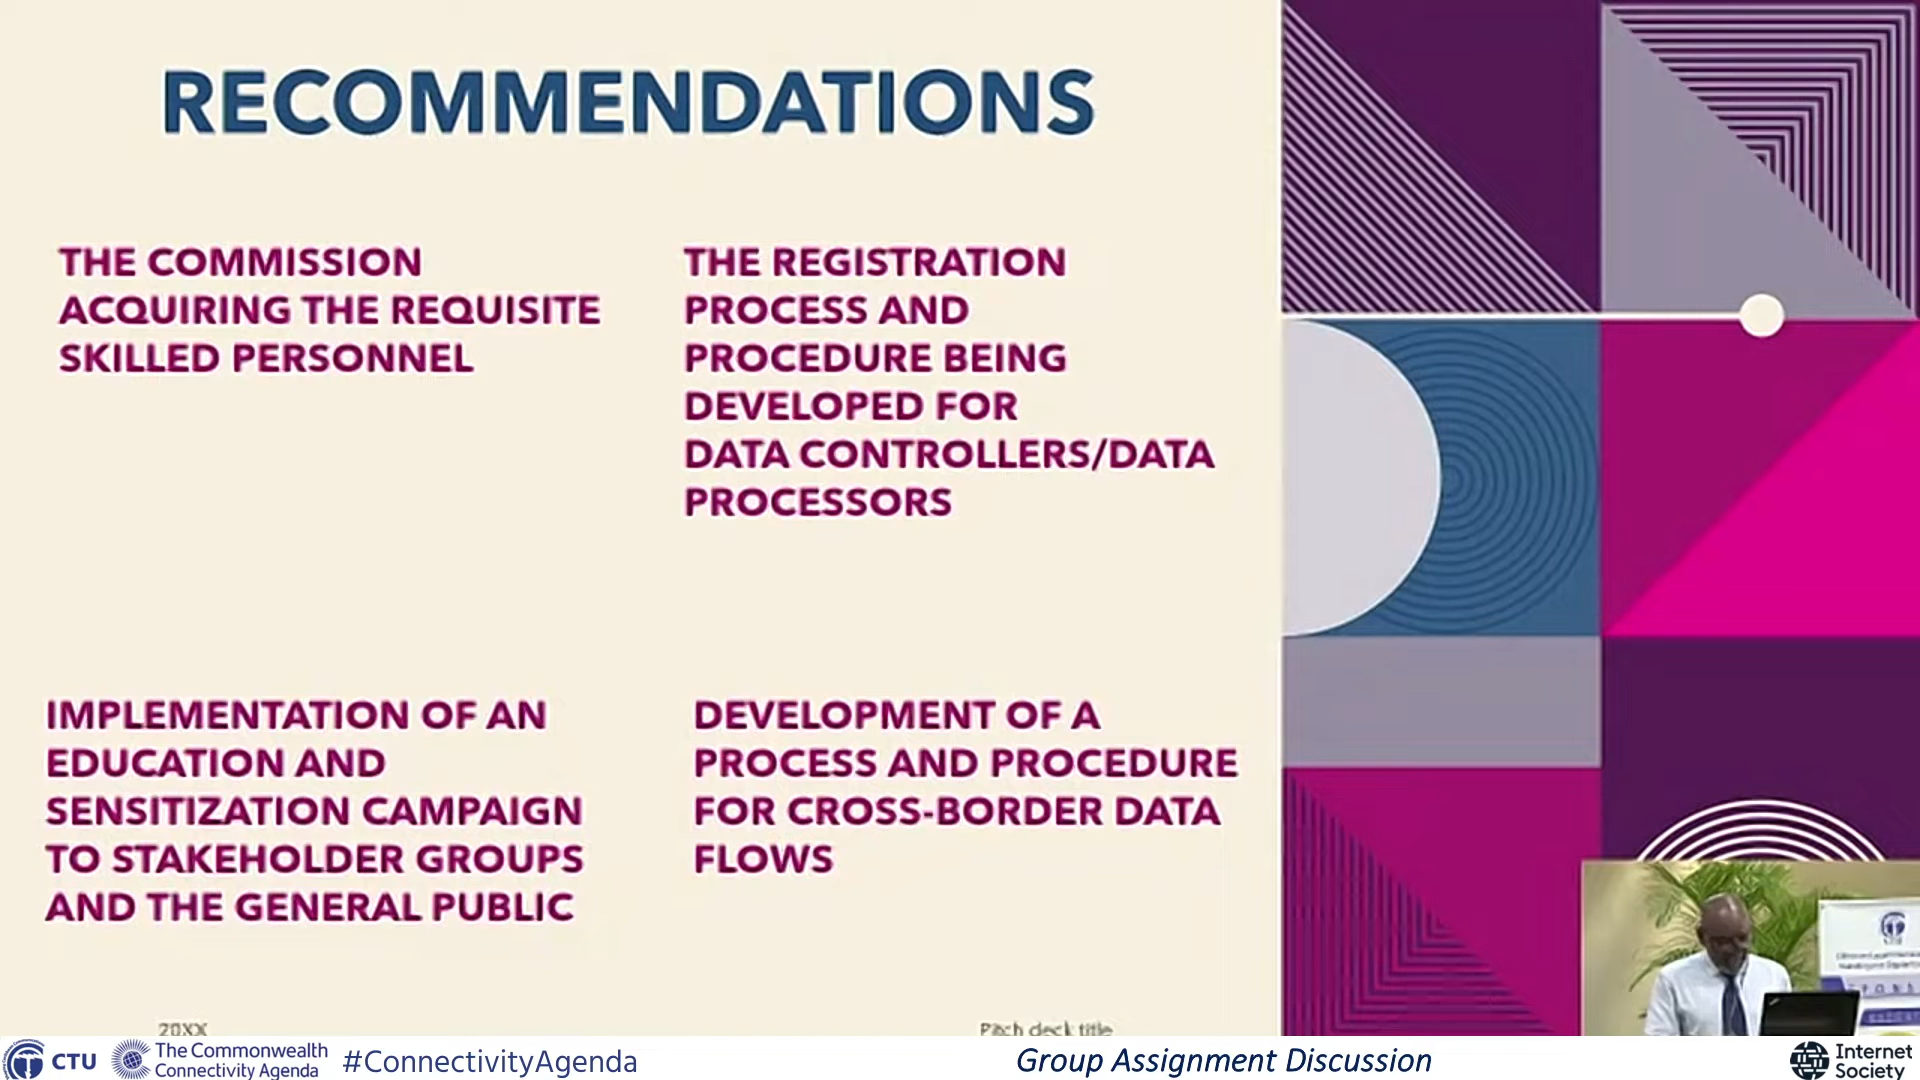 RECOMMENDATIONS
THE COMMISSION
ACQUIRING THE REQUISITE
SKILLED PERSONNEL
THE REGISTRATION
PROCESS AND
PROCEDURE BEING
DEVELOPED FOR
DATA CONTROLLERS/DATA
PROCESSORS
IMPLEMENTATION OF AN
EDUCATION AND
SENSITIZATION CAMPAIGN
TO STAKEHOLDER GROUPS
AND THE GENERAL PUBLIC
DEVELOPMENT OF A
PROCESS AND PROCEDURE
FOR CROSS-BORDER DATA
FLOWS
20XX
Pitch deck title
CTU
The Commonwealth
Connectivity Agenda
#ConnectivityAgenda
Group Assignment Discussion
Internet
Society